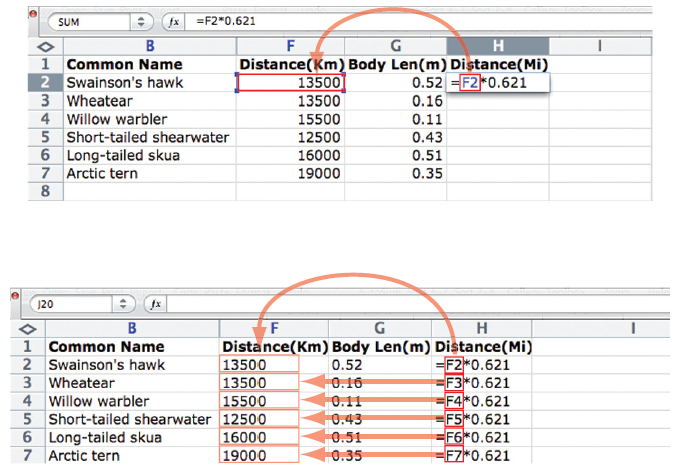 SUM fx =F2*0.621
B F G H I
1 Common Name Distance(Km) Body Len(m) Distance(Mi)
2 Swainson's hawk 13500 0.52 =F2*0.621
3 Wheatear 13500 0.16
4 Willow warbler 15500 0.11
5 Short-tailed shearwater 12500 0.43
6 Long-tailed skua 16000 0.51
7 Arctic tern 19000 0.35
8
J20 fx
B F G H I
1 Common Name Distance(Km) Body Len(m) Distance(Mi)
2 Swainson's hawk 13500 0.52 =F2*0.621
3 Wheatear 13500 0.16 =F3*0.621
4 Willow warbler 15500 0.11 =F4*0.621
5 Short-tailed shearwater 12500 0.43 =F5*0.621
6 Long-tailed skua 16000 0.51 =F6*0.621
7 Arctic tern 19000 0.35 =F7*0.621